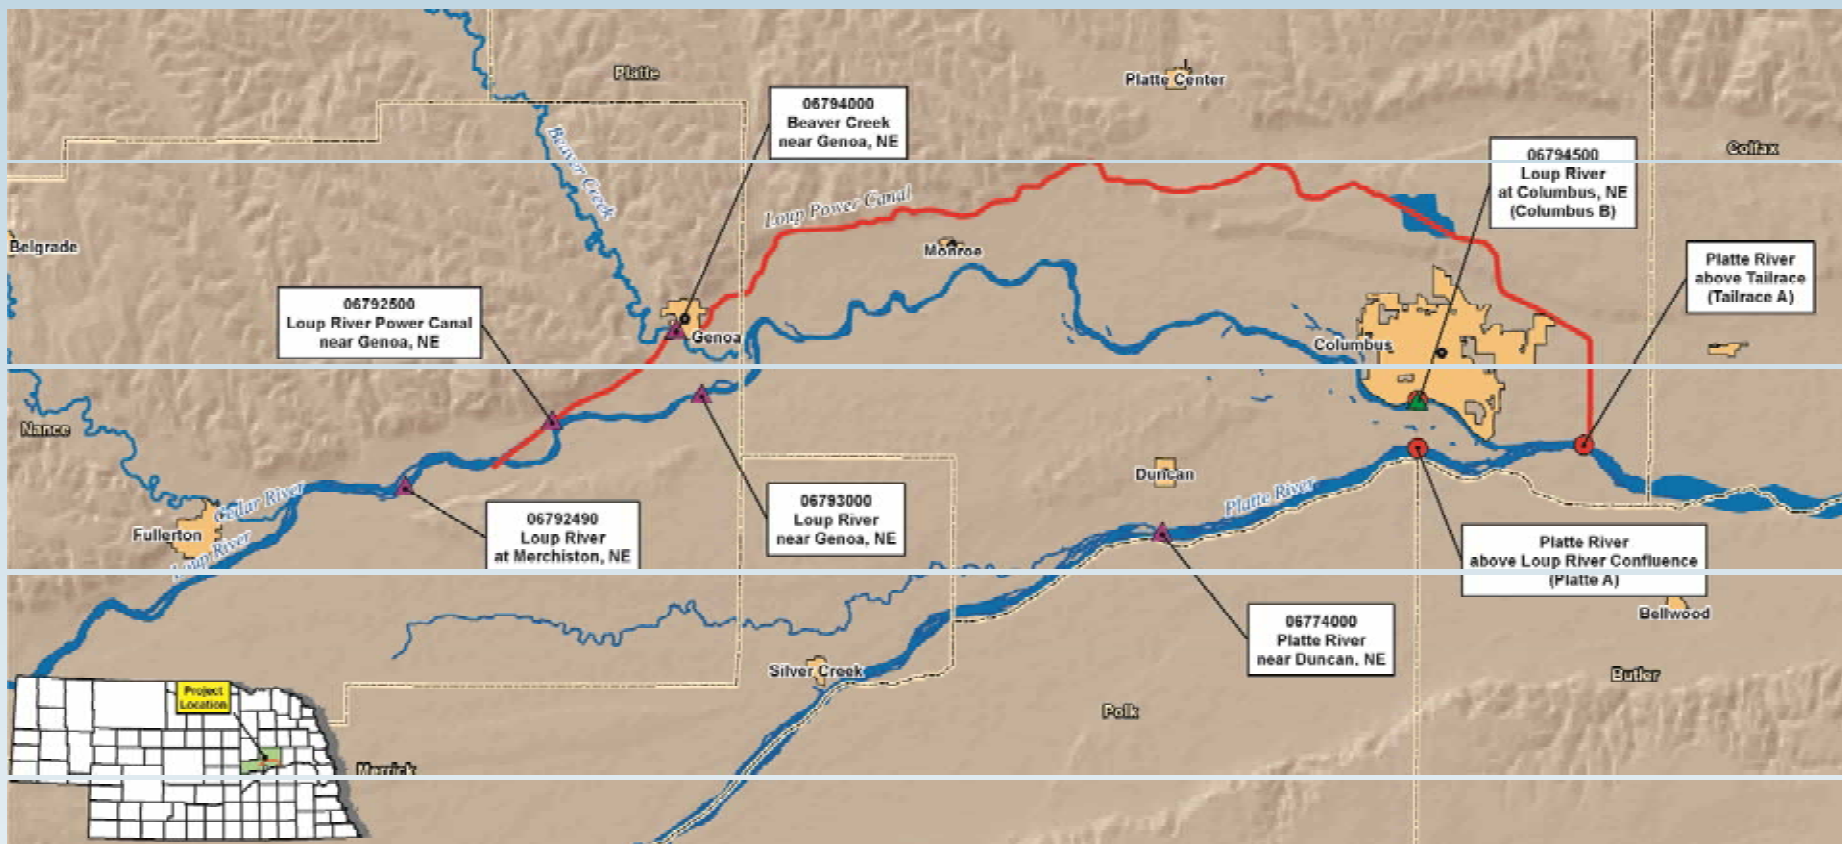 Platte
Platte Center
06794000
Beaver Creek
near Genoa, NE
Beaver Creek
06794500
Loup River
at Columbus, NE
(Columbus B)
Colfax
Loup Power Canal
Belgrade
Monroe
Platte River
above Tailrace
(Tailrace A)
06792500
Loup River Power Canal
near Genoa, NE
Genoa
Columbus
Nance
Duncan
Cedar River
Fullerton
Loup River
06792490
Loup River
at Merchiston, NE
06793000
Loup River
near Genoa, NE
Platte River
Platte River
above Loup River Confluence
(Platte A)
Bellwood
06774000
Platte River
near Duncan, NE
Silver Creek
Butler
Polk
Project
Location
Merrick